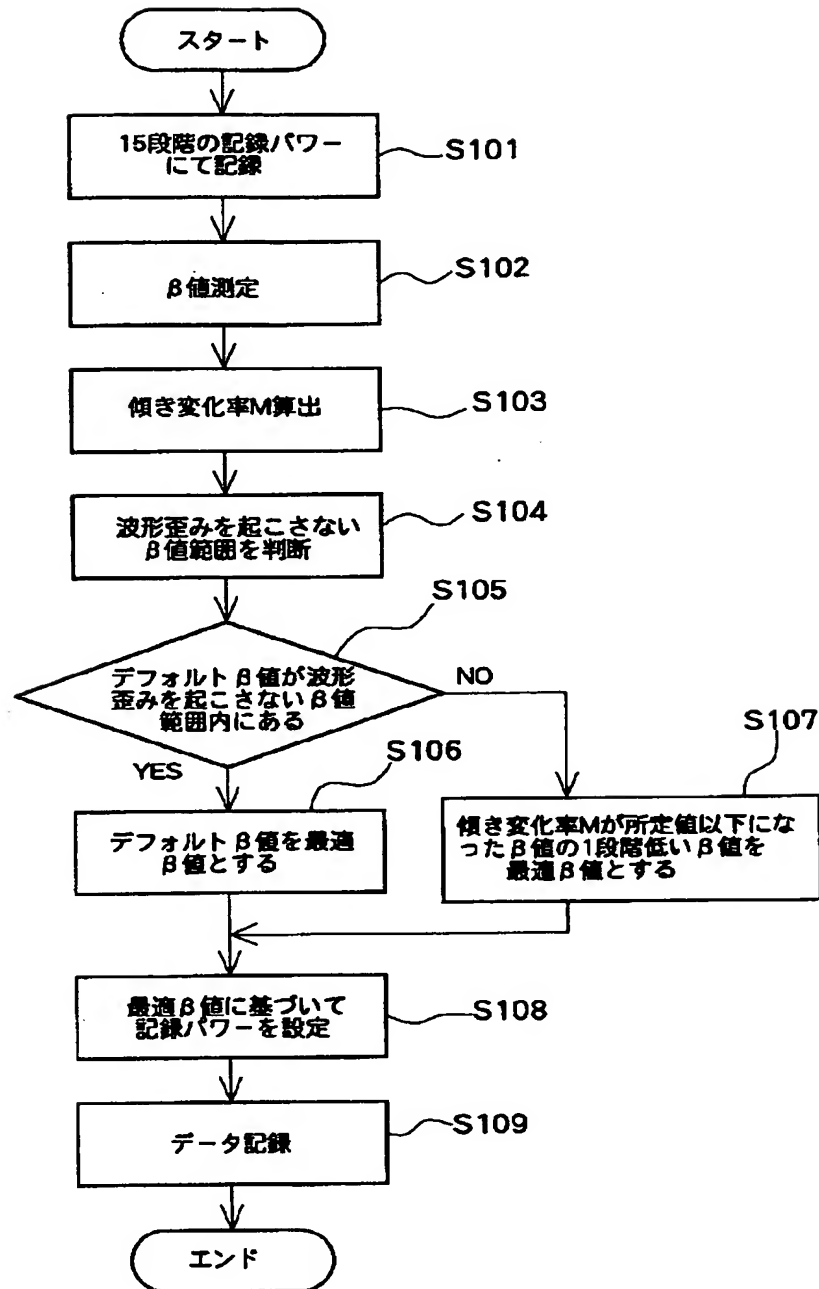 スタート
15段階の記録パワー
にて記録
S101
β値測定
S102
傾き変化率M算出
S103
波形歪みを起こさない
β値範囲を判断
S104
S105
デフォルトβ値が波形
歪みを起こさないβ値
範囲内にある
NO
YES
S106
デフォルトβ値を最適
β値とする
S107
傾き変化率Mが所定値以下にな
ったβ値の1段階低いβ値を
最適β値とする
最適β値に基づいて
記録パワーを設定
S108
データ記録
S109
エンド